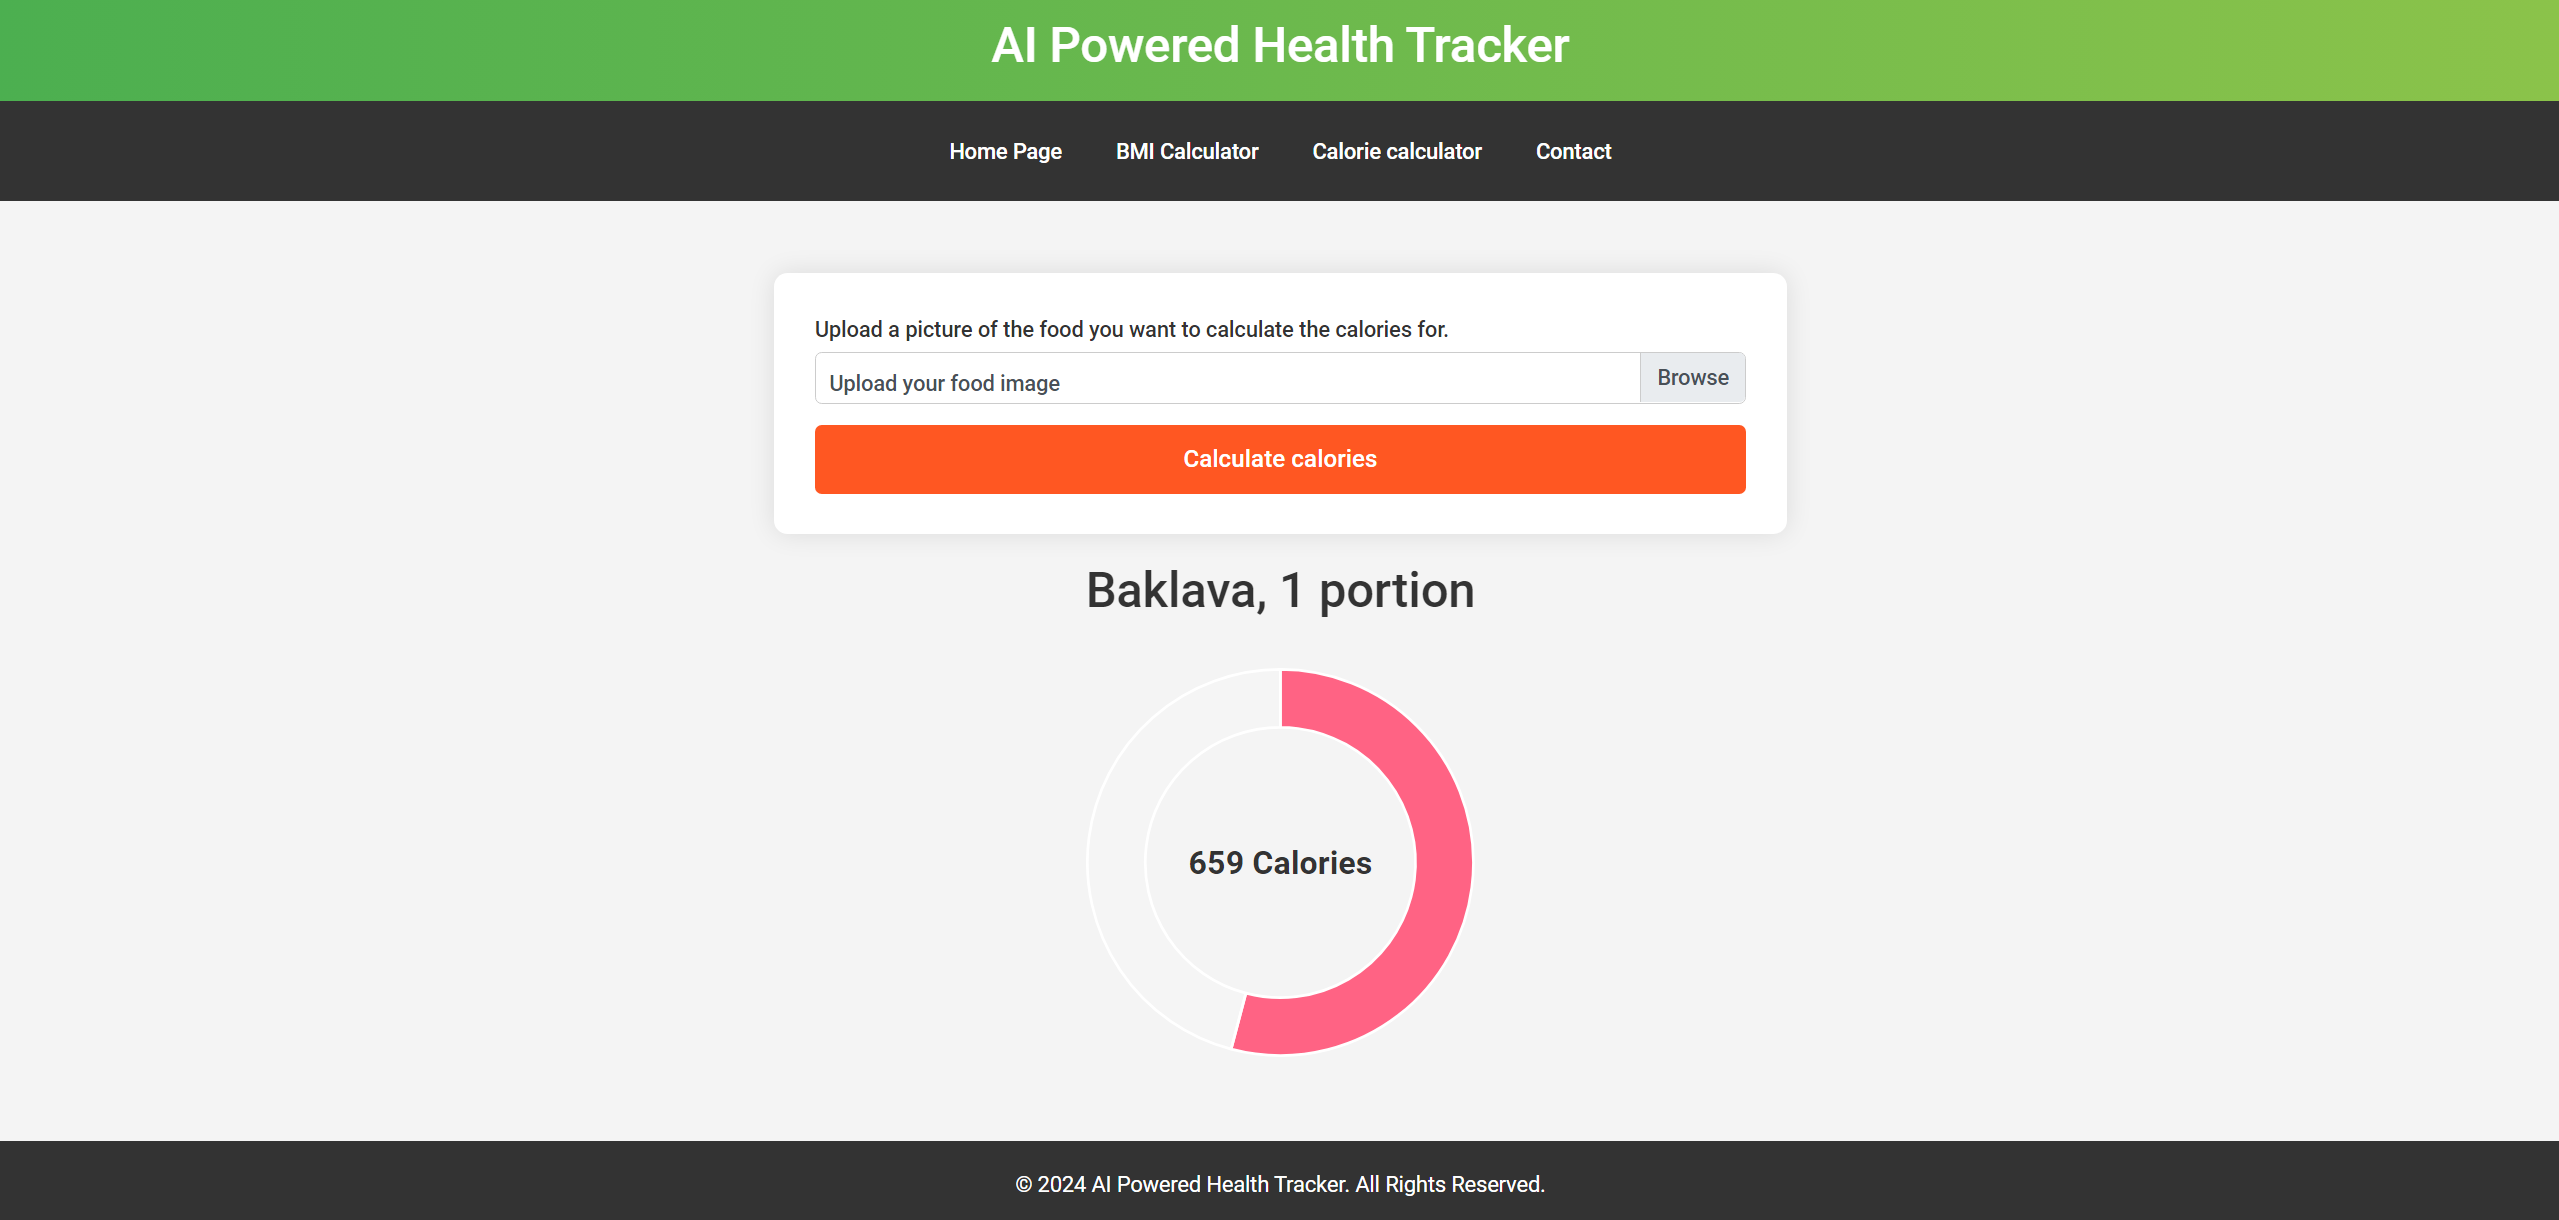 AI Powered Health Tracker
Home Page BMI Calculator Calorie calculator Contact
Upload a picture of the food you want to calculate the calories for.
Upload your food image Browse
Calculate calories
Baklava, 1 portion
659 Calories
© 2024 AI Powered Health Tracker. All Rights Reserved.